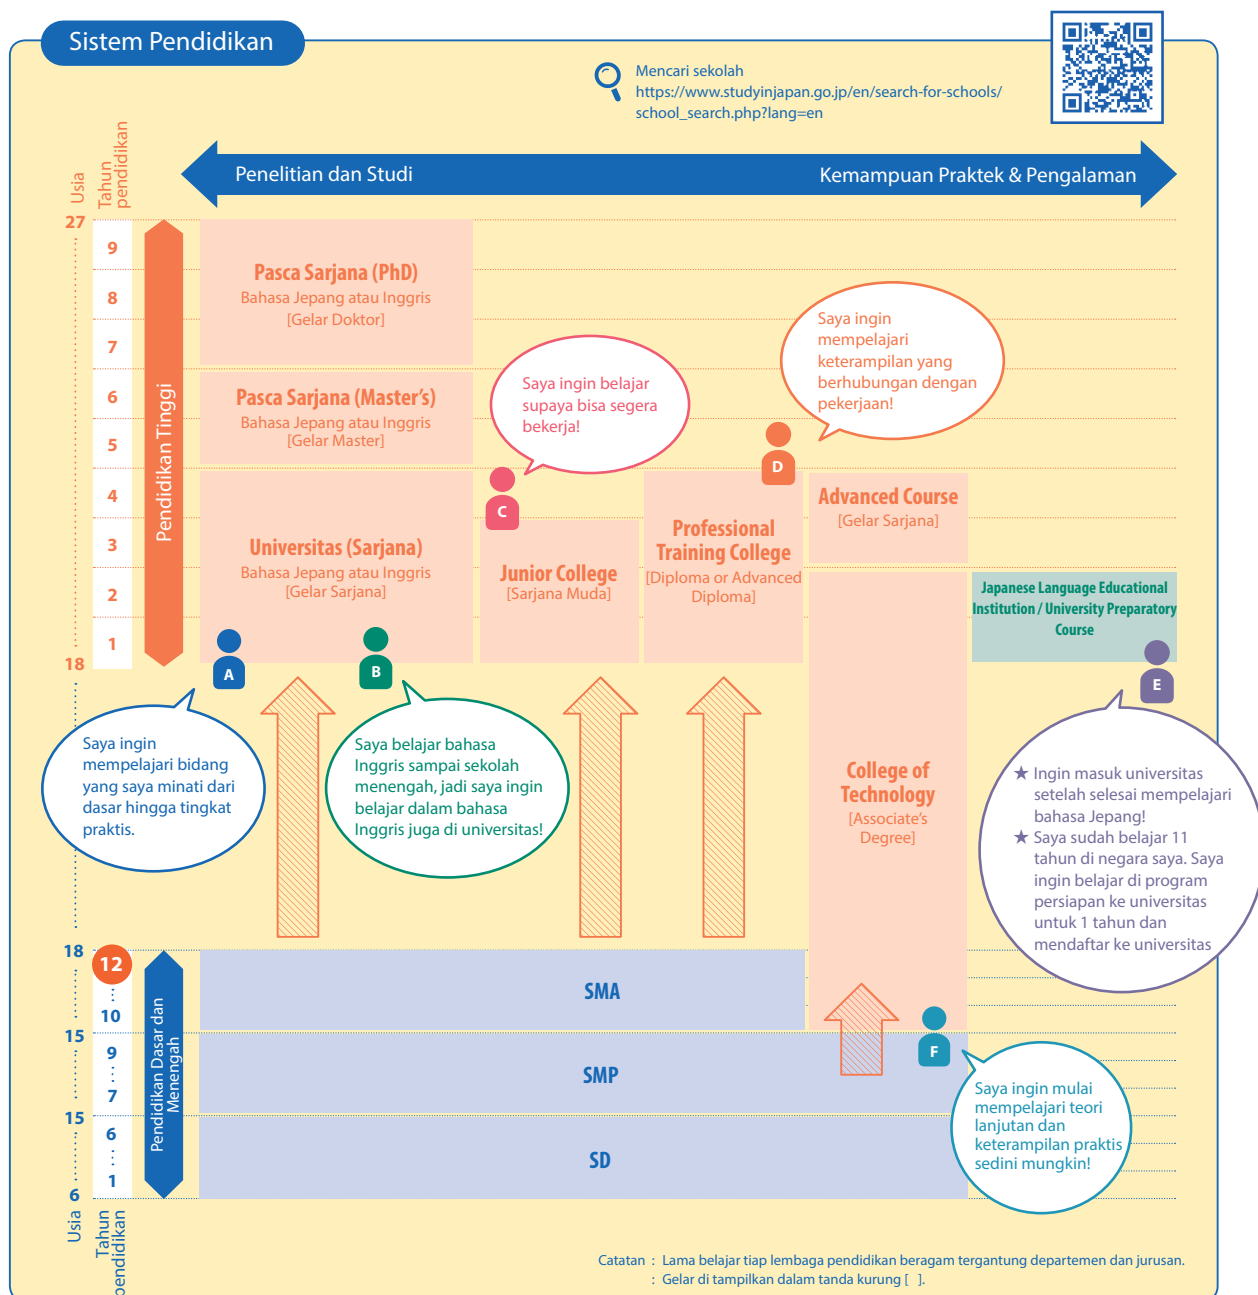 Sistem Pendidikan
Mencari sekolah
https://www.studyinjapan.go.jp/en/search-for-schools/
school_search.php?lang=en
Usia
Tahun
pendidikan
Penelitian dan Studi
Kemampuan Praktek & Pengalaman
27
9
8
7
6
5
4
3
2
1
18
Pendidikan Tinggi
Pasca Sarjana (PhD)
Bahasa Jepang atau Inggris
[Gelar Doktor]
Pasca Sarjana (Master's)
Bahasa Jepang atau Inggris
[Gelar Master]
Universitas (Sarjana)
Bahasa Jepang atau Inggris
[Gelar Sarjana]
Saya ingin belajar
supaya bisa segera
bekerja!
C
Junior College
[Sarjana Muda]
Saya ingin
mempelajari
keterampilan yang
berhubungan dengan
pekerjaan!
D
Professional
Training College
[Diploma or Advanced
Diploma]
Advanced Course
[Gelar Sarjana]
Japanese Language Educational
Institution / University Preparatory
Course
A
B
E
Saya ingin
mempelajari bidang
yang saya minati dari
dasar hingga tingkat
praktis.
Saya belajar bahasa
Inggris sampai sekolah
menengah, jadi saya ingin
belajar dalam bahasa
Inggris juga di universitas!
College of
Technology
[Associate's
Degree]
★ Ingin masuk universitas
setelah selesai mempelajari
bahasa Jepang!
★ Saya sudah belajar 11
tahun di negara saya. Saya
ingin belajar di program
persiapan ke universitas
untuk 1 tahun dan
mendaftar ke universitas
18
12
10
15
9
7
15
6
1
6
Pendidikan Dasar dan
Menengah
SMA
SMP
SD
F
Saya ingin mulai
mempelajari teori
lanjutan dan
keterampilan praktis
sedini mungkin!
Usia
Tahun
pendidikan
Catatan : Lama belajar tiap lembaga pendidikan beragam tergantung departemen dan jurusan.
: Gelar di tampilkan dalam tanda kurung [ ].